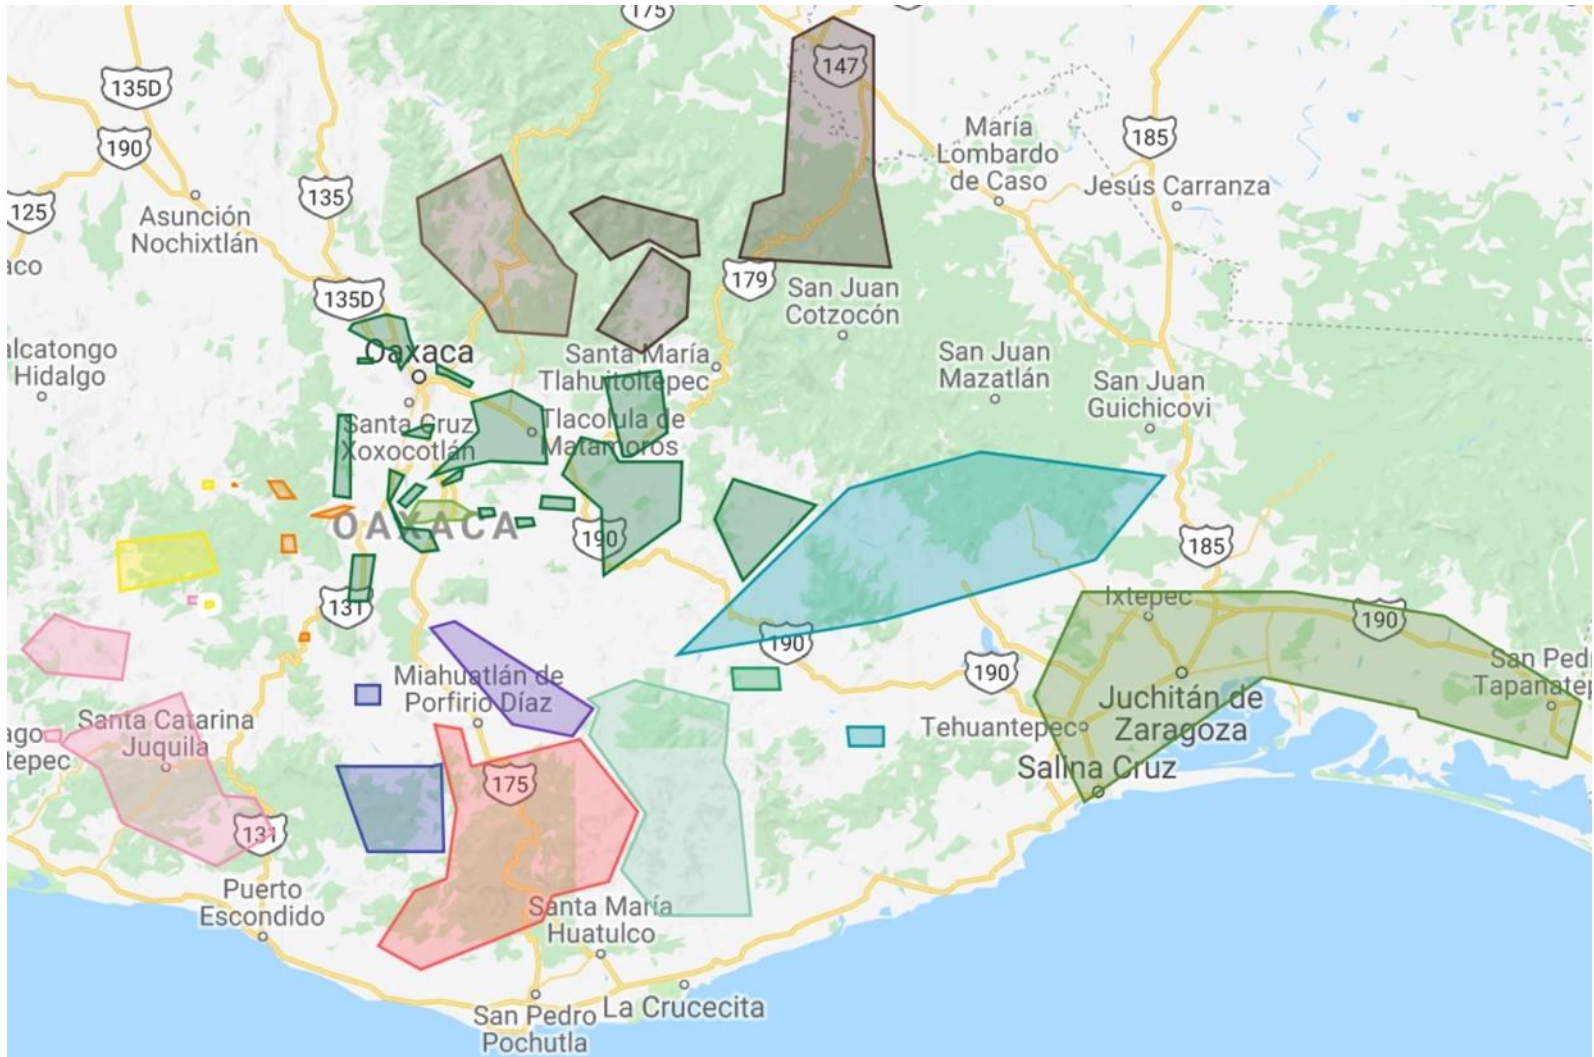 175
135D
147
190
María
Lombardo
de Caso
185
135
Jesús Carranza
125
Asunción
Nochixtlán
aco
135D
179
San Juan
Cotzocón
alcatongo
Hidalgo
Oaxaca
Santa María
Tlahuitoltepec
San Juan
Mazatlán
San Juan
Guichicovi
Santa Cruz
Xoxocotlán
Tlacolula de
Matamoros
OAXACA
190
185
131
Ixtepec
190
190
190
San Ped
Tapanatep
Miahuatlán de
Porfirio Díaz
Juchitán de
Zaragoza
Santa Catarina
Juquila
ago
tepec
Tehuantepec
Salina Cruz
175
131
Puerto
Escondido
Santa María
Huatulco
San Pedro
Pochutla
La Crucecita